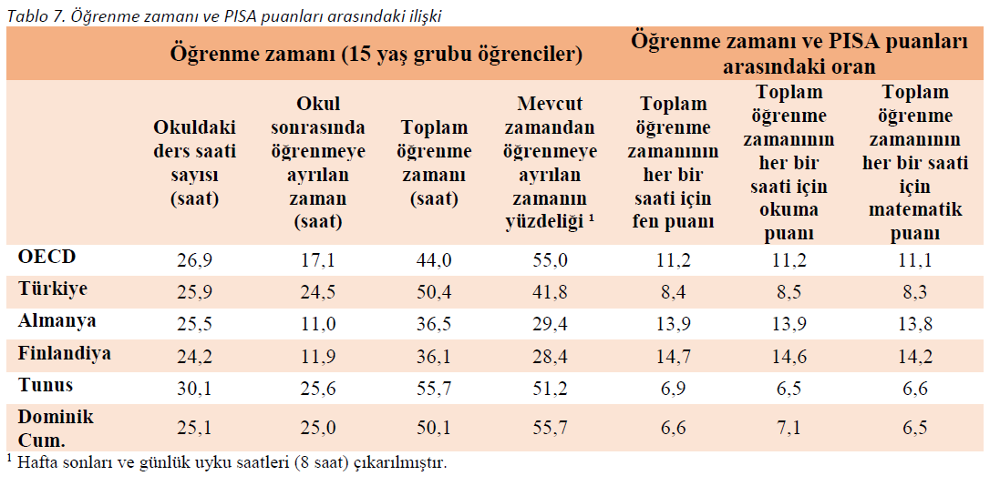 Tablo 7. Öğrenme zamanı ve PISA puanları arasındaki ilişki
Öğrenme zamanı (15 yaş grubu öğrenciler)
Öğrenme zamanı ve PISA puanları
arasındaki oran
Okuldaki
ders saati
sayısı
(saat)
Okul
sonrasında
öğrenmeye
ayrılan
zaman
(saat)
Toplam
öğrenme
zamanı
(saat)
Mevcut
zamandan
öğrenmeye
ayrılan
zamanın
yüzdeliği ¹
Toplam
öğrenme
zamanının
her bir
saati için
fen puanı
Toplam
öğrenme
zamanının
her bir
saati için
okuma
puanı
Toplam
öğrenme
zamanının
her bir saati
için
matematik
puanı
OECD 26,9 17,1 44,0 55,0 11,2 11,2 11,1
Türkiye 25,9 24,5 50,4 41,8 8,4 8,5 8,3
Almanya 25,5 11,0 36,5 29,4 13,9 13,9 13,8
Finlandiya 24,2 11,9 36,1 28,4 14,7 14,6 14,2
Tunus 30,1 25,6 55,7 51,2 6,9 6,5 6,6
Dominik
Cum. 25,1 25,0 50,1 55,7 6,6 7,1 6,5
¹ Hafta sonları ve günlük uyku saatleri (8 saat) çıkarılmıştır.